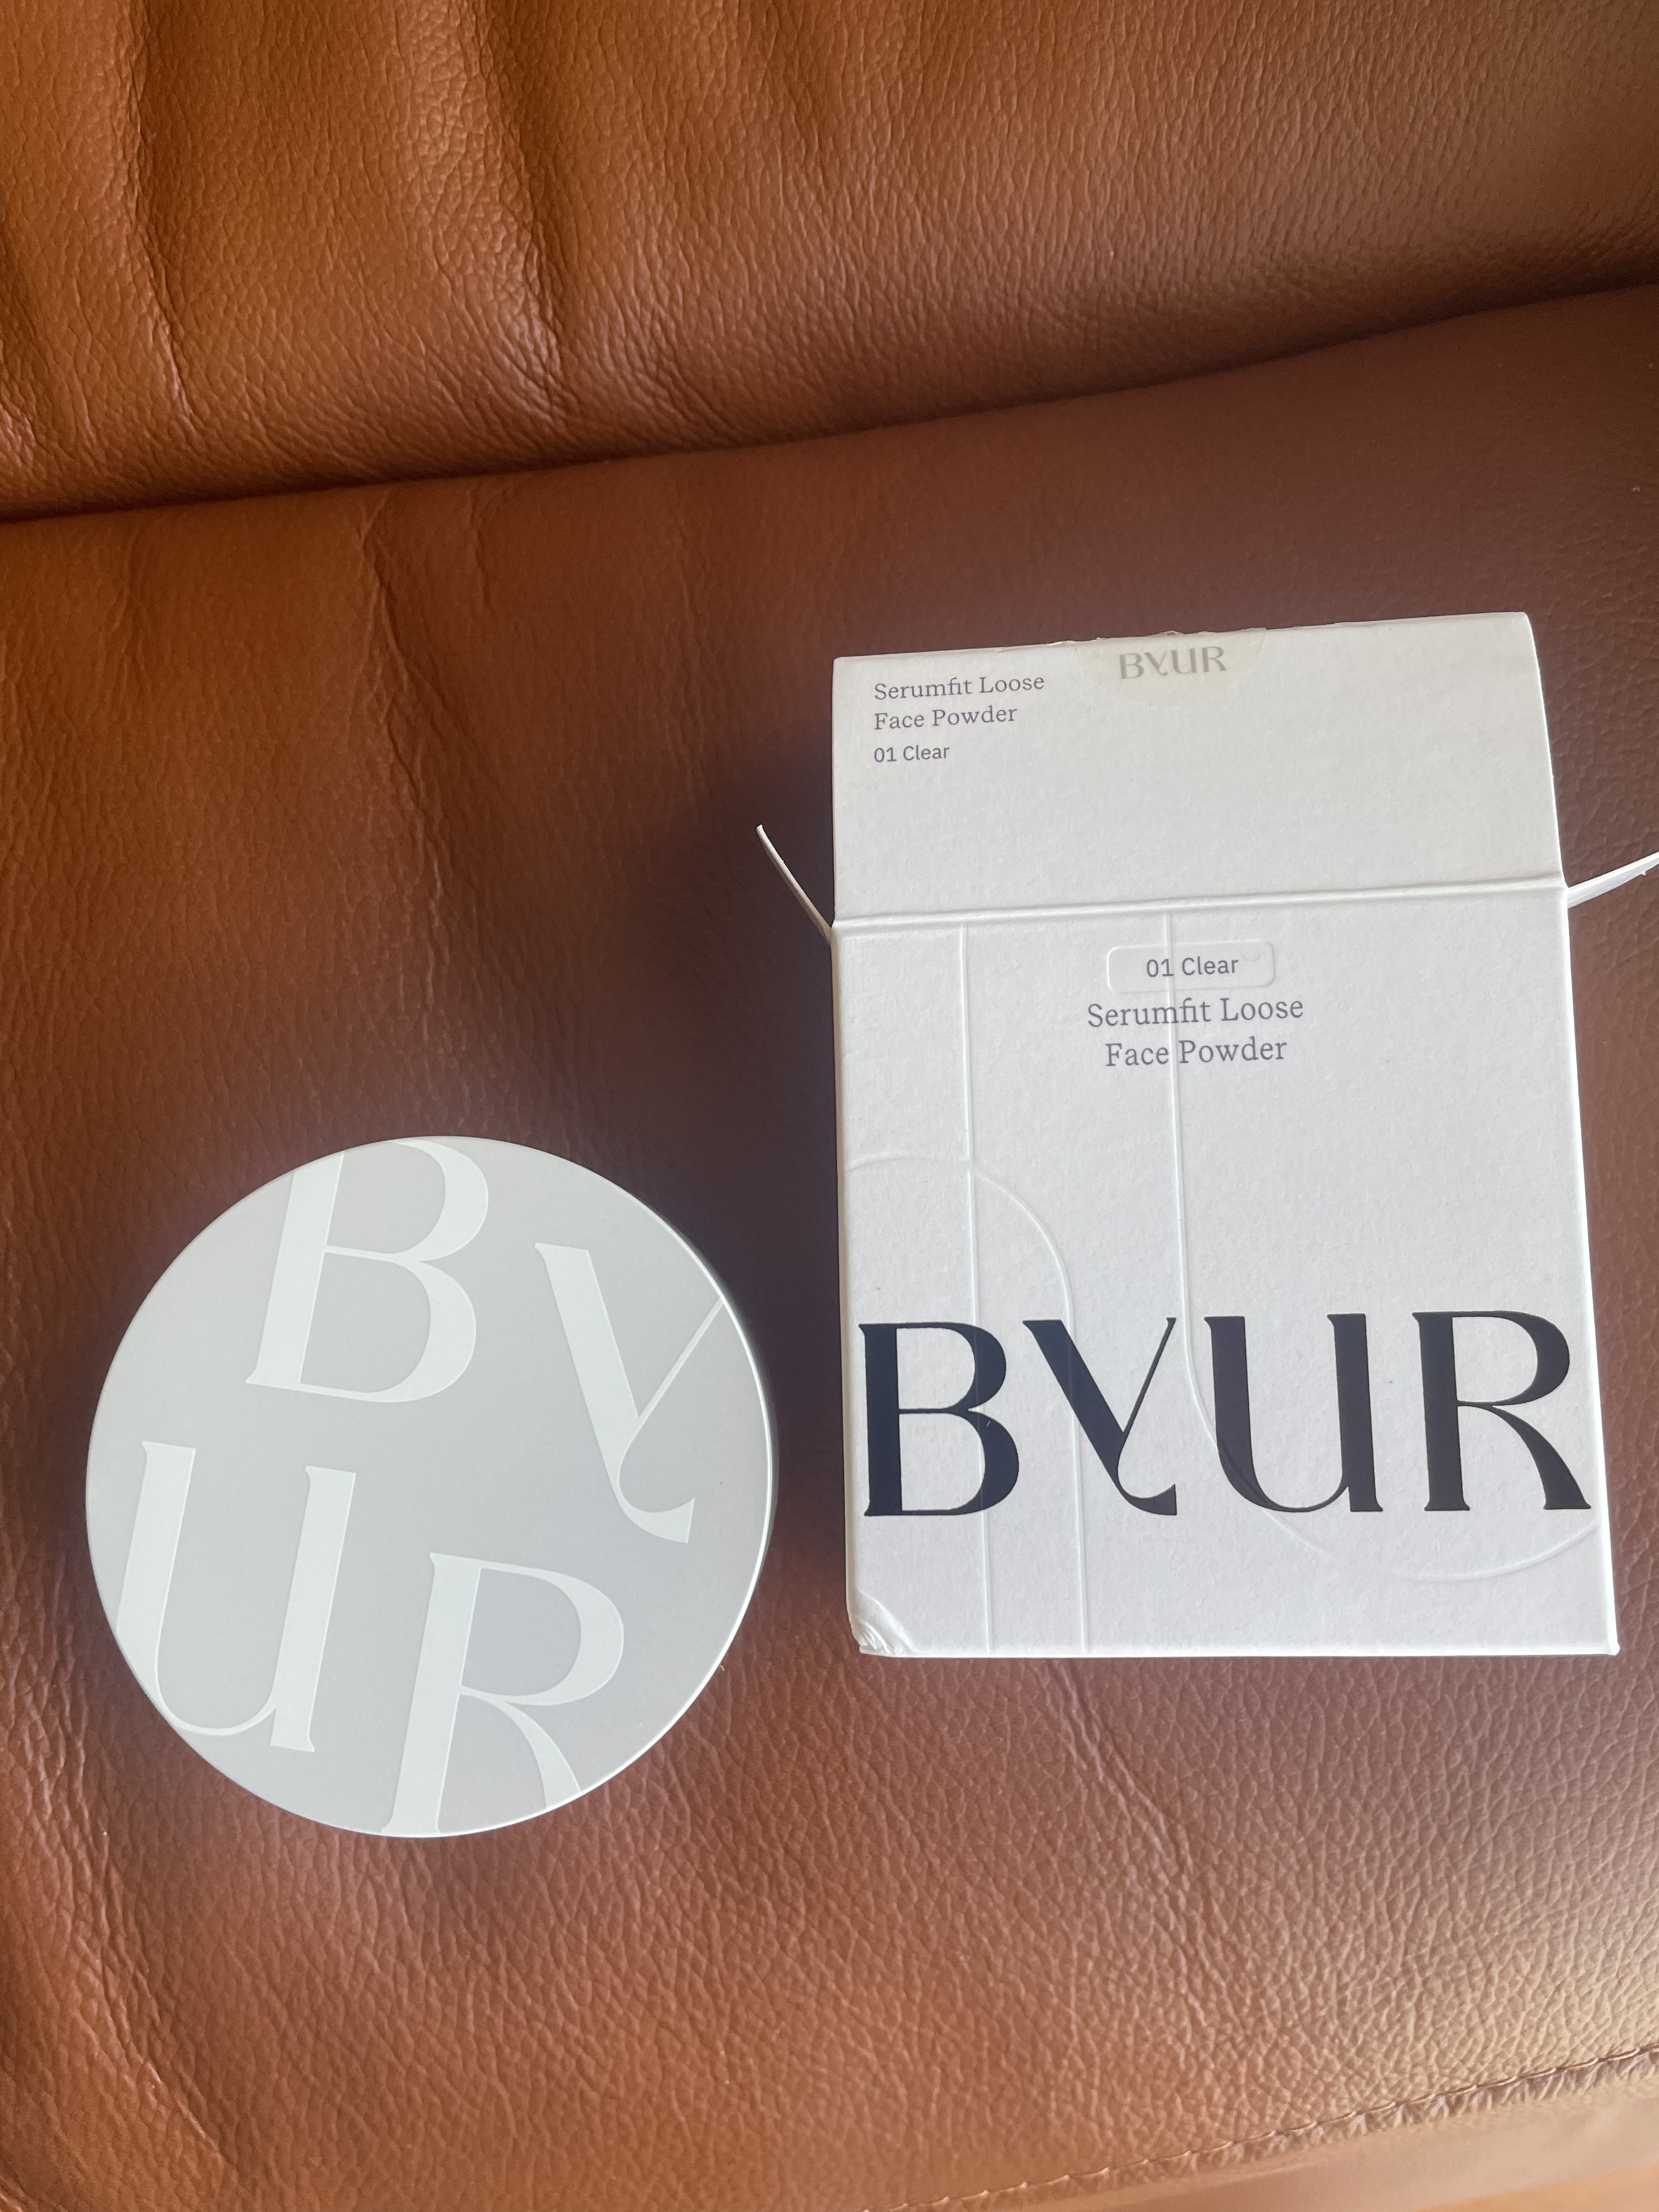 BYUR
Serumfit Loose
Face Powder
01 Clear
01 Clear
Serumfit Loose
Face Powder
BYUR
BY
UR